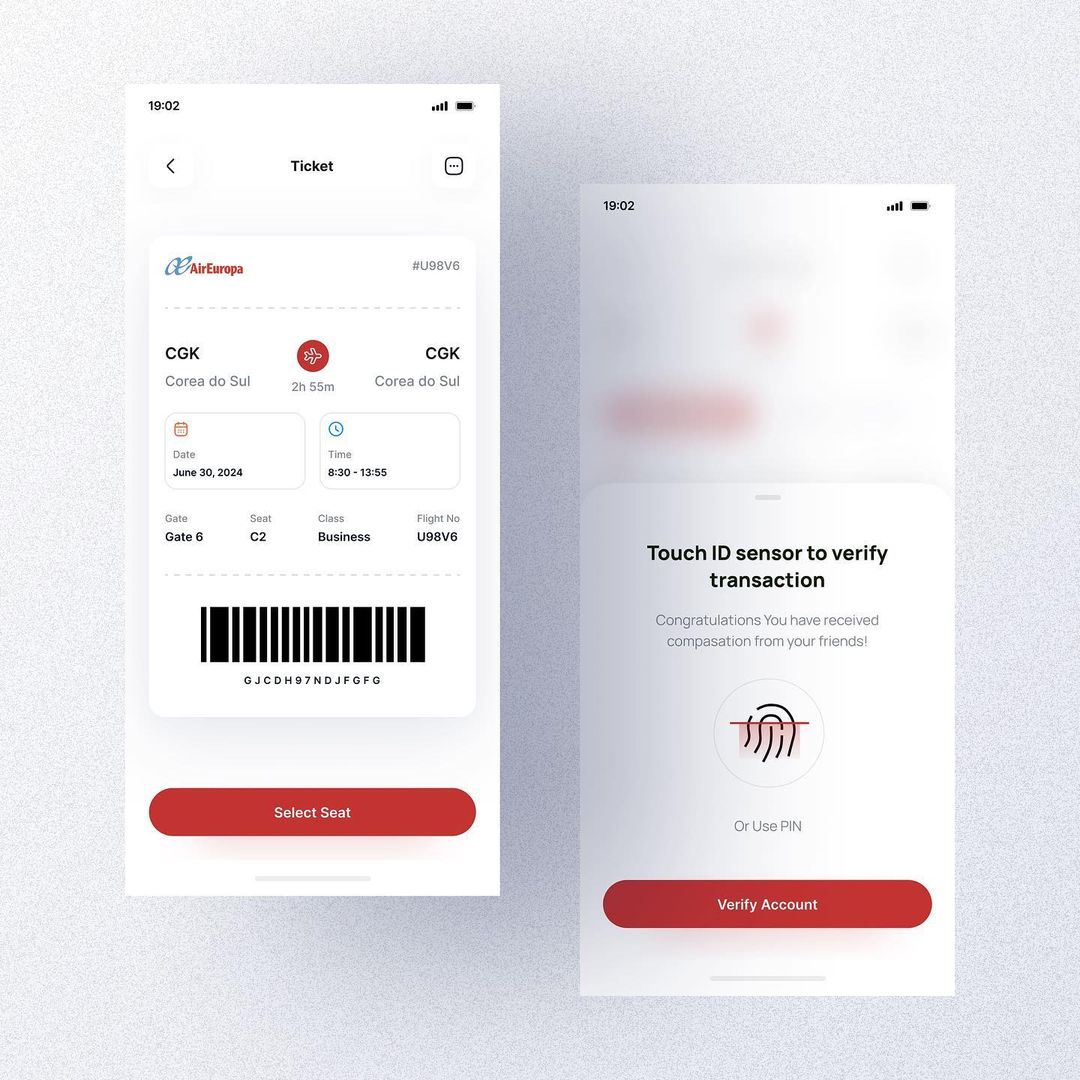 19:02
Ticket
AirEuropa
#U98V6
CGK
CGK
Corea do Sul
2h 55m
Corea do Sul
Date
June 30, 2024
Time
8:30 - 13:55
Gate
Seat
Class
Flight No
Gate 6
C2
Business
U98V6
GJCDH97NDJFGFG
Select Seat
19:02
Touch ID sensor to verify
transaction
Congratulations You have received
compasation from your friends!
Or Use PIN
Verify Account